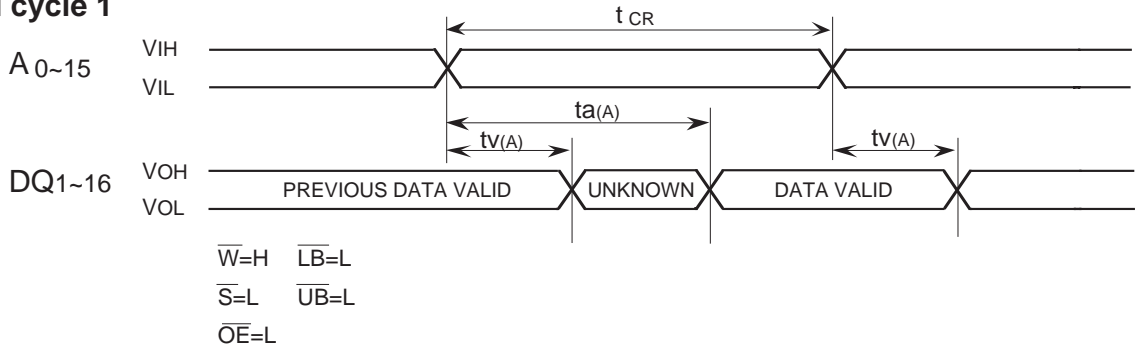 cycle 1
t CR
A 0~15
VIH
VIL
ta(A)
tv(A)
tv(A)
DQ1~16
VOH
VOL
PREVIOUS DATA VALID
UNKNOWN
DATA VALID
W=H LB=L
S=L UB=L
OE=L